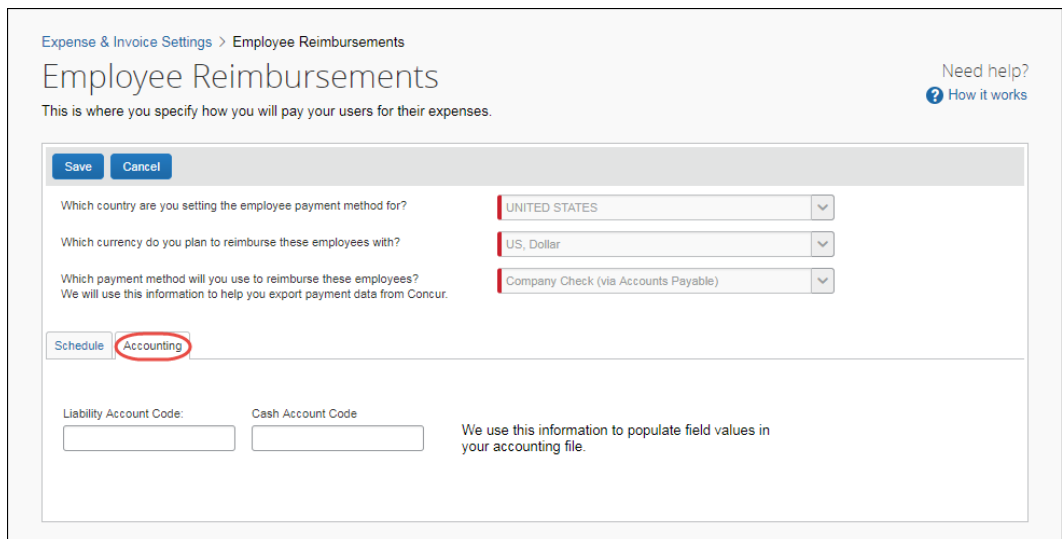 Expense & Invoice Settings > Employee Reimbursements
Employee Reimbursements
Need help?
? How it works
This is where you specify how you will pay your users for their expenses.
Save Cancel
Which country are you setting the employee payment method for? UNITED STATES
Which currency do you plan to reimburse these employees with? US, Dollar
Which payment method will you use to reimburse these employees? Company Check (via Accounts Payable)
We will use this information to help you export payment data from Concur.
Schedule Accounting
Liability Account Code: Cash Account Code
We use this information to populate field values in
your accounting file.